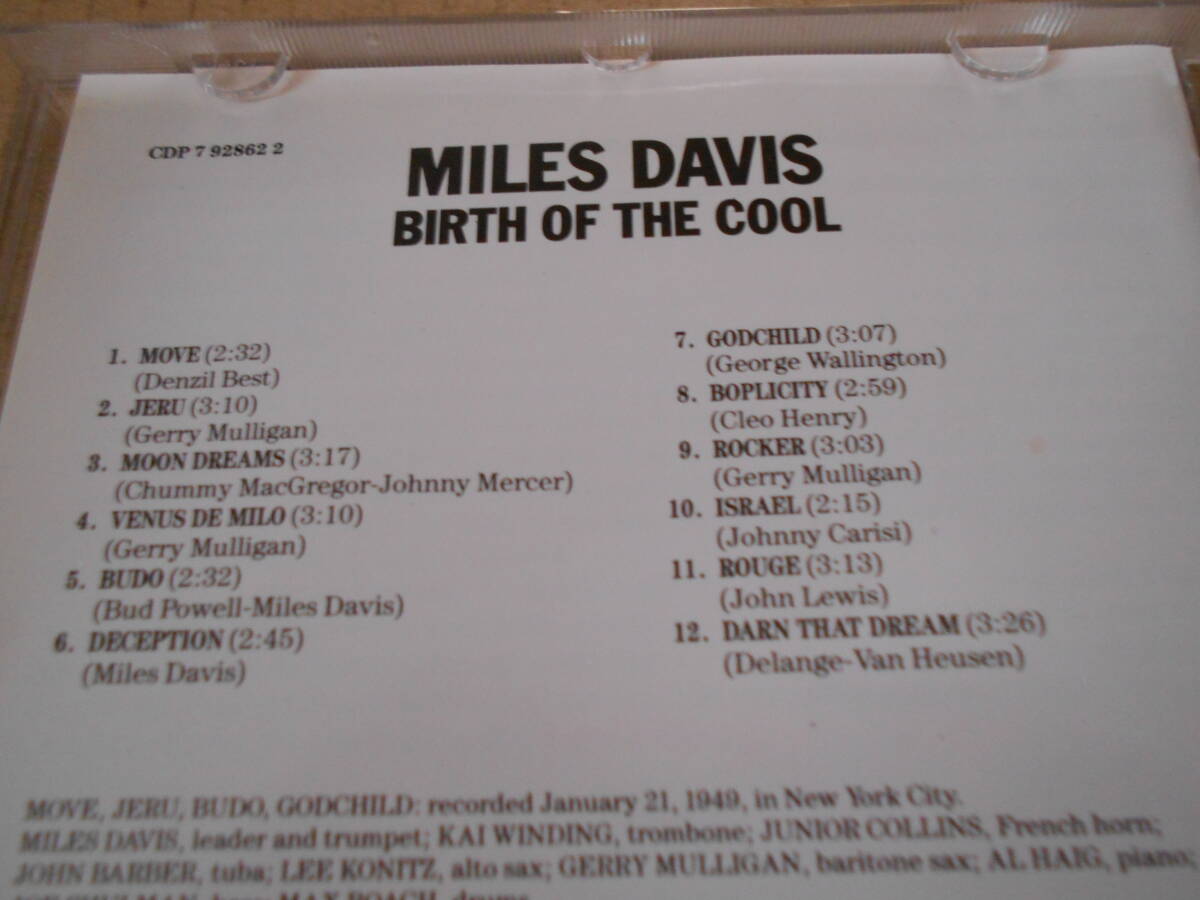 CDP 7 92862 2
MILES DAVIS
BIRTH OF THE COOL
1. MOVE (2:32)
(Denzil Best)
2. JERU (3:10)
(Gerry Mulligan)
3. MOON DREAMS (3:17)
(Chummy MacGregor-Johnny Mercer)
4. VENUS DE MILO (3:10)
(Gerry Mulligan)
5. BUDO (2:32)
(Bud Powell-Miles Davis)
6. DECEPTION (2:45)
(Miles Davis)
7. GODCHILD (3:07)
(George Wallington)
8. BOPLICITY (2:59)
(Cleo Henry)
9. ROCKER (3:03)
(Gerry Mulligan)
10. ISRAEL (2:15)
(Johnny Carisi)
11. ROUGE (3:13)
(John Lewis)
12. DARN THAT DREAM (3:26)
(Delange-Van Heusen)
MOVE, JERU, BUDO, GODCHILD: recorded January 21, 1949, in New York City.
MILES DAVIS, leader and trumpet; KAI WINDING, trombone; JUNIOR COLLINS, French horn;
JOHN BARBER, tuba; LEE KONITZ, alto sax; GERRY MULLIGAN, baritone sax; AL HAIG, piano;
MAX ROACH, drums